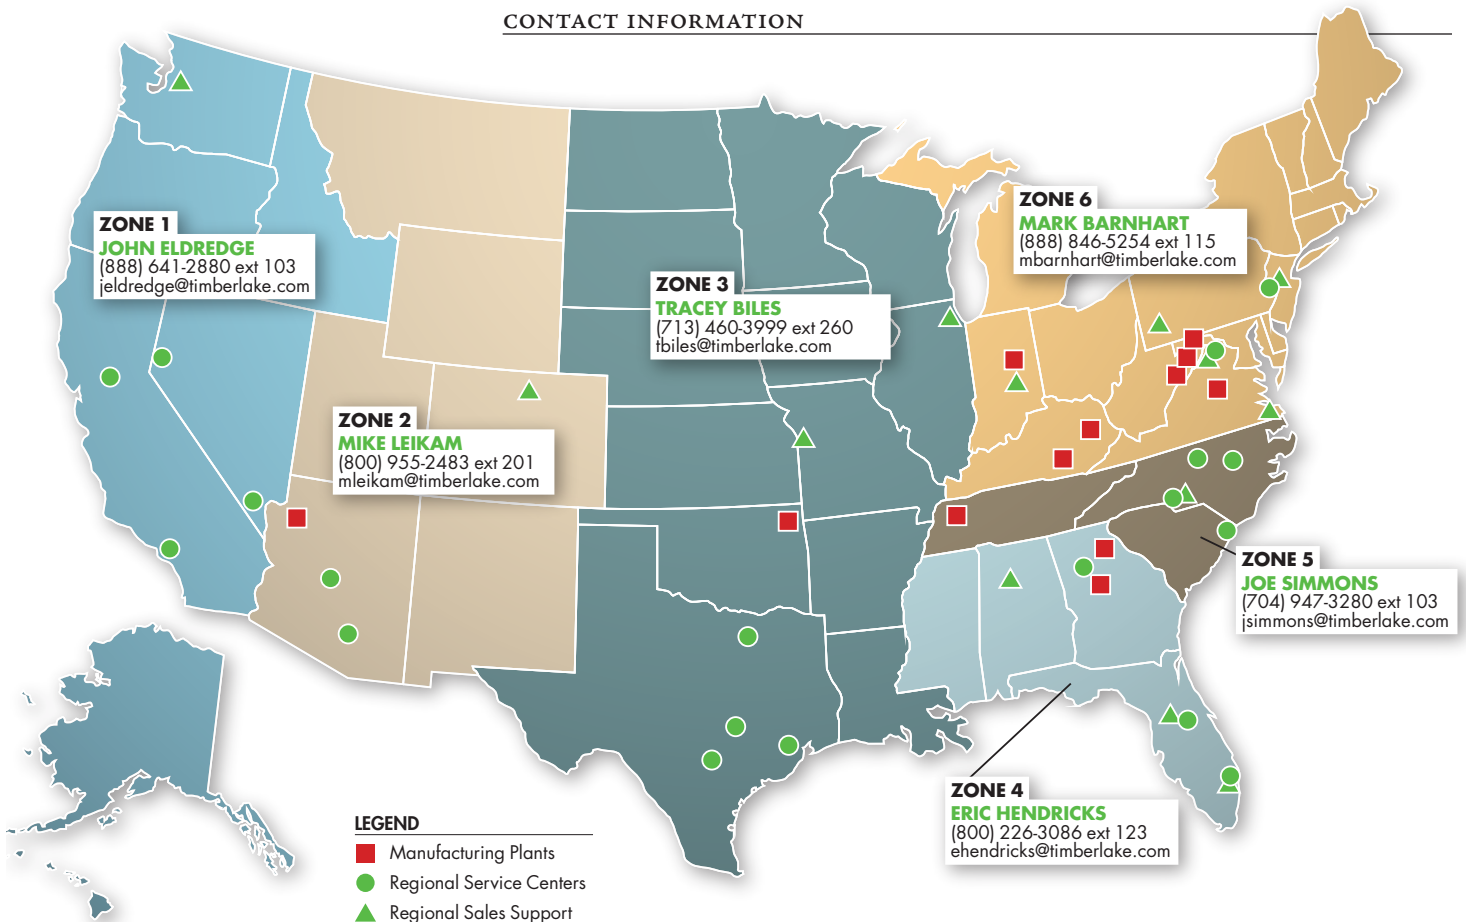 CONTACT INFORMATION
ZONE 1
JOHN ELDREDGE
(888) 641-2880 ext 103
jeldredge@timberlake.com
ZONE 2
MIKE LEIKAM
(800) 955-2483 ext 201
mleikam@timberlake.com
ZONE 3
TRACEY BILES
(713) 460-3999 ext 260
tbiles@timberlake.com
ZONE 6
MARK BARNHART
(888) 846-5254 ext 115
mbarnhart@timberlake.com
ZONE 5
JOE SIMMONS
(704) 947-3280 ext 103
jsimmons@timberlake.com
ZONE 4
ERIC HENDRICKS
(800) 226-3086 ext 123
ehendricks@timberlake.com
LEGEND
Manufacturing Plants
Regional Service Centers
Regional Sales Support